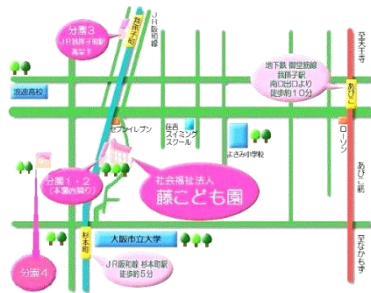 分園3
JR我孫子町駅
高架下
我孫子町
JR阪和線
至天王寺
地下鉄 御堂筋線
我孫子駅
南口出口より
徒歩約10分
あびこ
浪速高校
セブンイレブン
住吉
スイミング
スクール
よさみ小学校
ローソン
あびこ筋
分園1・2
(本園西隣り)
社会福祉法人
藤こども園
杉本町
大阪市立大学
分園4
JR阪和線 杉本町駅
徒歩約5分
至なかもず